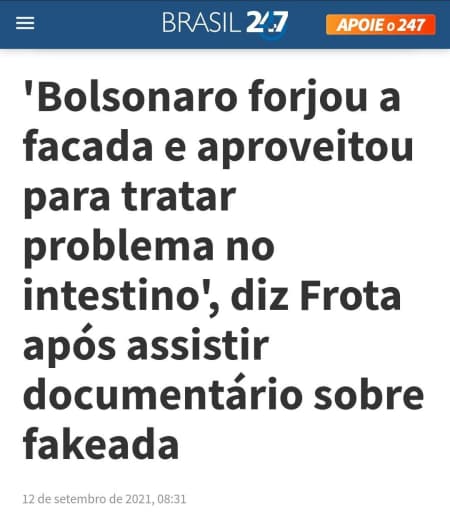 BRASIL 247
APOIE o 247
'Bolsonaro forjou a
facada e aproveitou
para tratar
problema no
intestino', diz Frota
após assistir
documentário sobre
fakeada
12 de setembro de 2021, 08:31